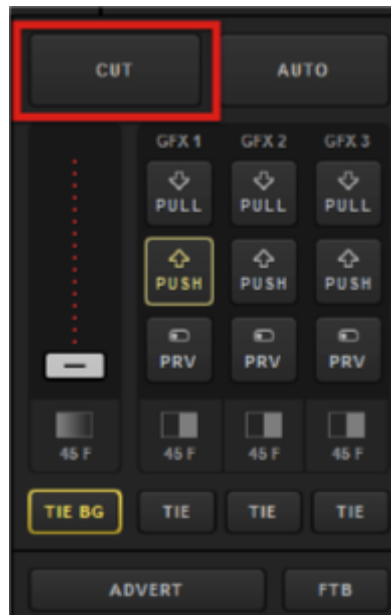 CUT AUTO
GFX 1 GFX 2 GFX 3
PULL PULL PULL
PUSH PUSH PUSH
PRV PRV PRV
45 F 45 F 45 F 45 F
TIE BG TIE TIE TIE
ADVERT FTB